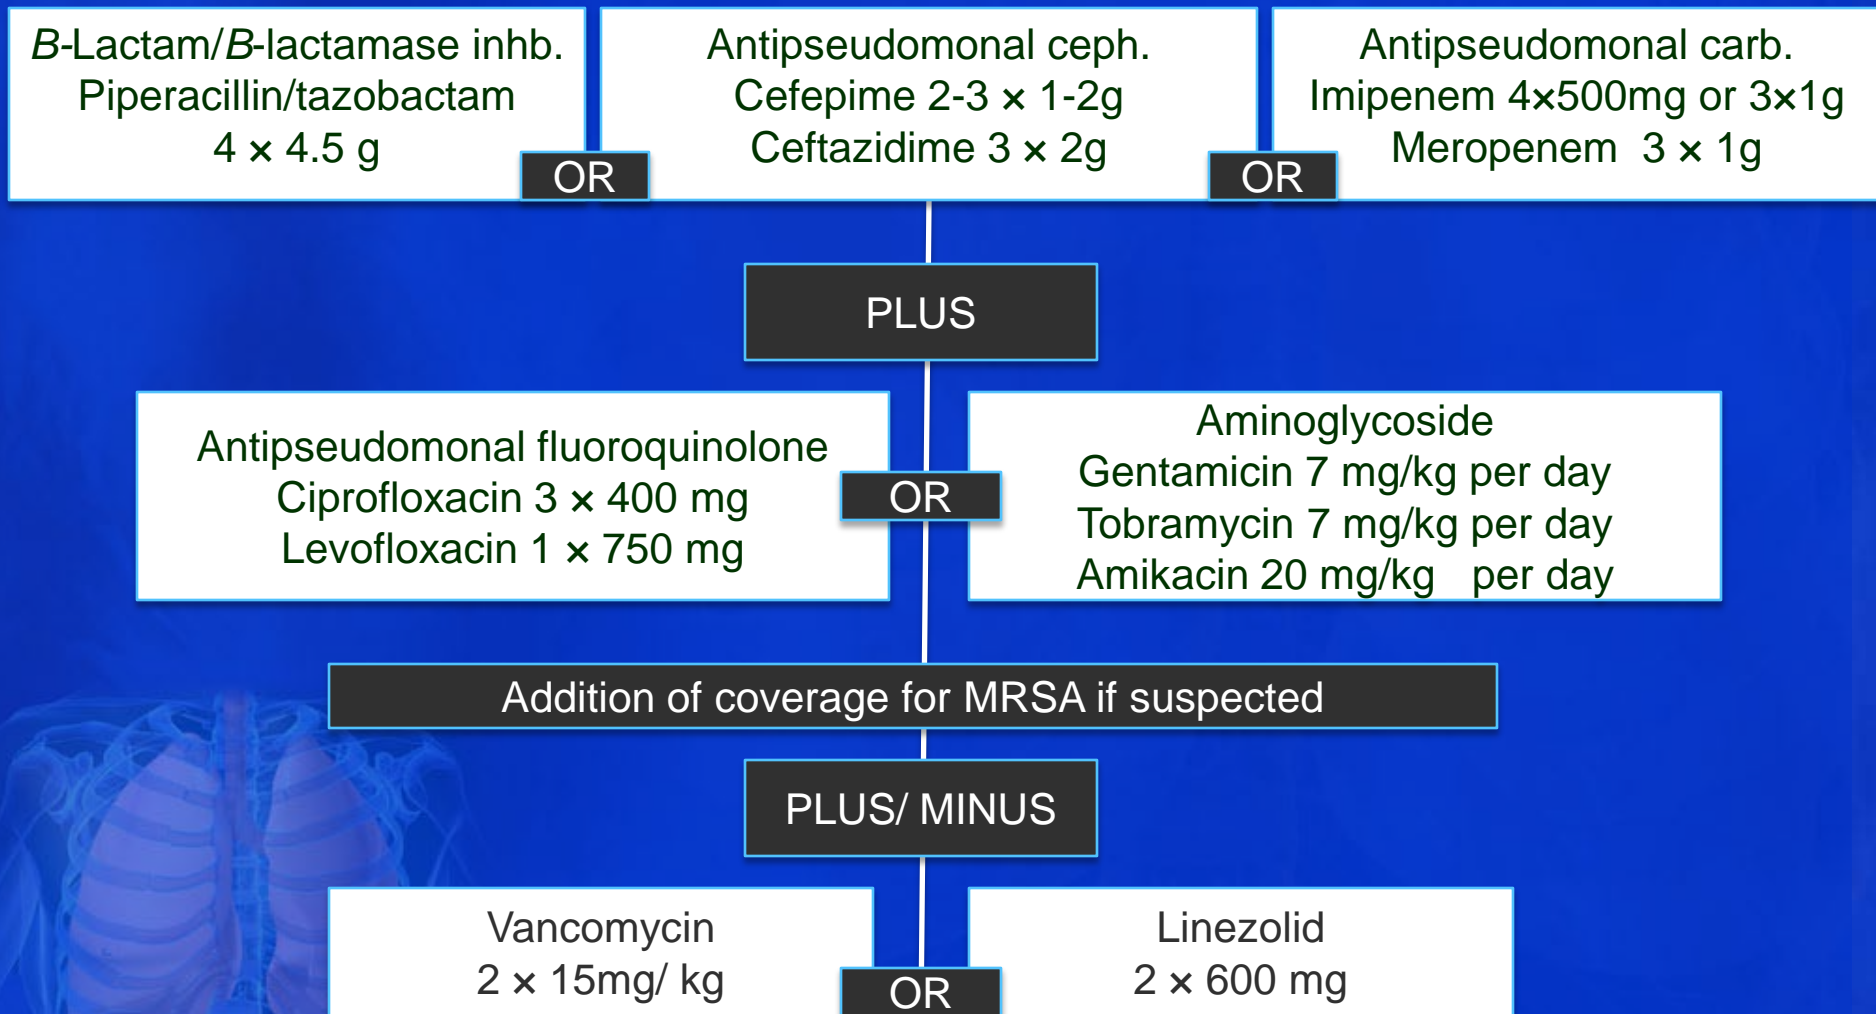 B-Lactam/B-lactamase inhb.
Piperacillin/tazobactam
4 × 4.5 g
OR
Antipseudomonal ceph.
Cefepime 2-3 × 1-2g
Ceftazidime 3 × 2g
OR
Antipseudomonal carb.
Imipenem 4×500mg or 3×1g
Meropenem 3 × 1g
PLUS
Antipseudomonal fluoroquinolone
Ciprofloxacin 3 × 400 mg
Levofloxacin 1 × 750 mg
OR
Aminoglycoside
Gentamicin 7 mg/kg per day
Tobramycin 7 mg/kg per day
Amikacin 20 mg/kg per day
Addition of coverage for MRSA if suspected
PLUS/ MINUS
Vancomycin
2 × 15mg/ kg
OR
Linezolid
2 × 600 mg